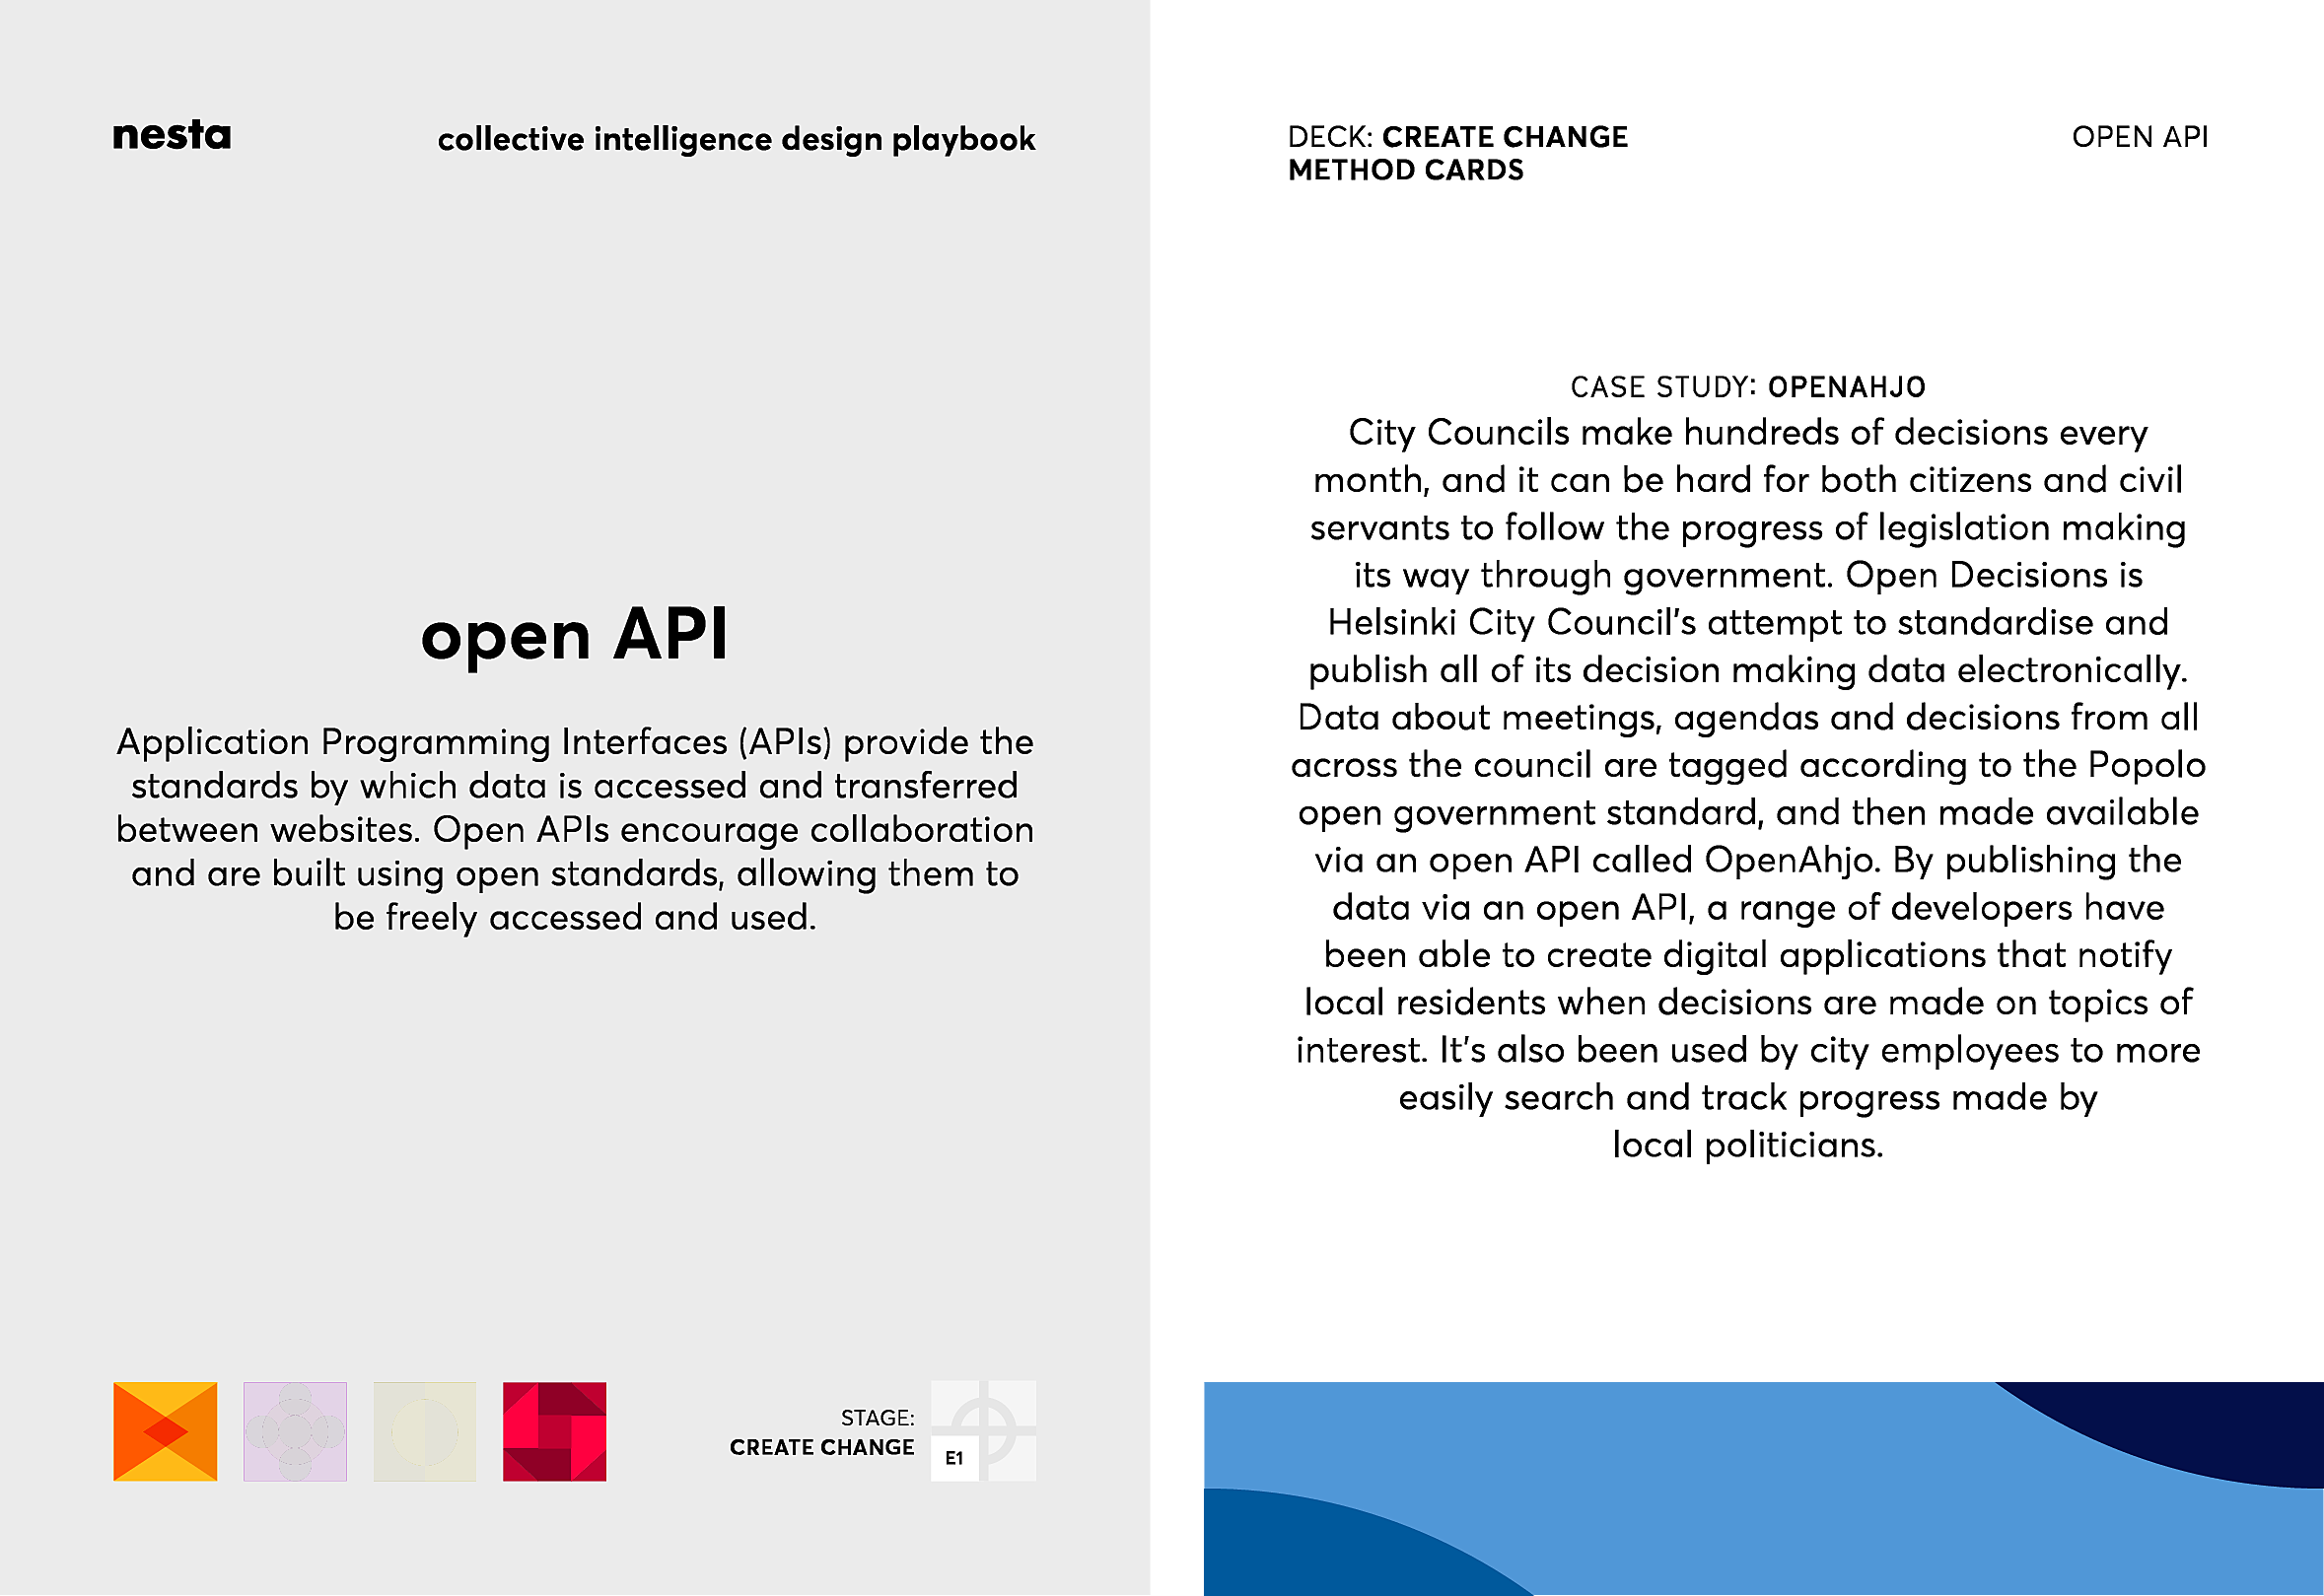 nesta
collective intelligence design playbook
open API
Application Programming Interfaces (APIs) provide the
standards by which data is accessed and transferred
between websites. Open APIs encourage collaboration
and are built using open standards, allowing them to
be freely accessed and used.
STAGE:
CREATE CHANGE
E1
DECK: CREATE CHANGE
METHOD CARDS
OPEN API
CASE STUDY: OPENAHJO
City Councils make hundreds of decisions every
month, and it can be hard for both citizens and civil
servants to follow the progress of legislation making
its way through government. Open Decisions is
Helsinki City Council's attempt to standardise and
publish all of its decision making data electronically.
Data about meetings, agendas and decisions from all
across the council are tagged according to the Popolo
open government standard, and then made available
via an open API called OpenAhjo. By publishing the
data via an open API, a range of developers have
been able to create digital applications that notify
local residents when decisions are made on topics of
interest. It's also been used by city employees to more
easily search and track progress made by
local politicians.